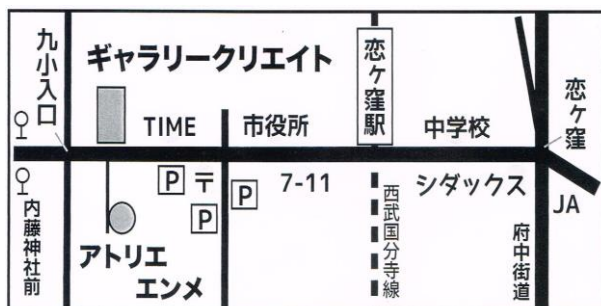 九小入口
ギャラリークリエイト
恋ヶ窪駅
恋ヶ窪
TIME
市役所
中学校
P 〒
P
P
7-11
シダックス
JA
内藤神社前
アトリエ
エンメ
西武国分寺線
府中街道